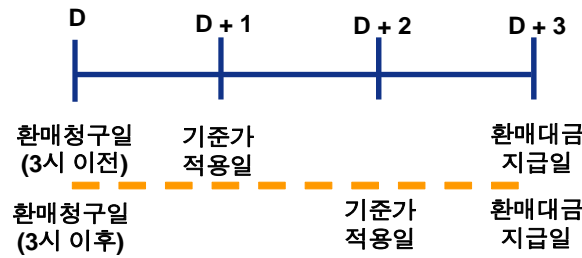 D
D + 1
D + 2
D + 3
환매청구일
(3시 이전)
기준가
적용일
환매대금
지급일
환매청구일
(3시 이후)
기준가
적용일
환매대금
지급일